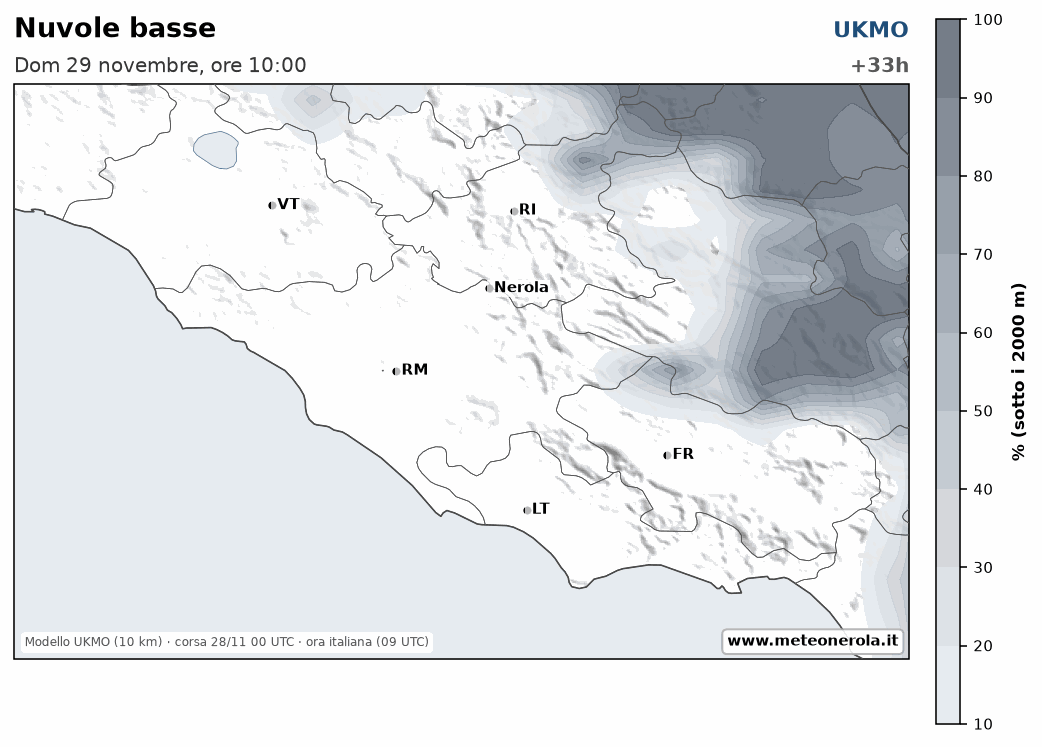 Nuvole basse
UKMO
Dom 29 novembre, ore 10:00
+33h
VT
RI
Nerola
RM
FR
LT
Modello UKMO (10 km) · corsa 28/11 00 UTC · ora italiana (09 UTC)
www.meteonerola.it
100
90
80
70
60
50
40
30
20
10
% (sotto i 2000 m)